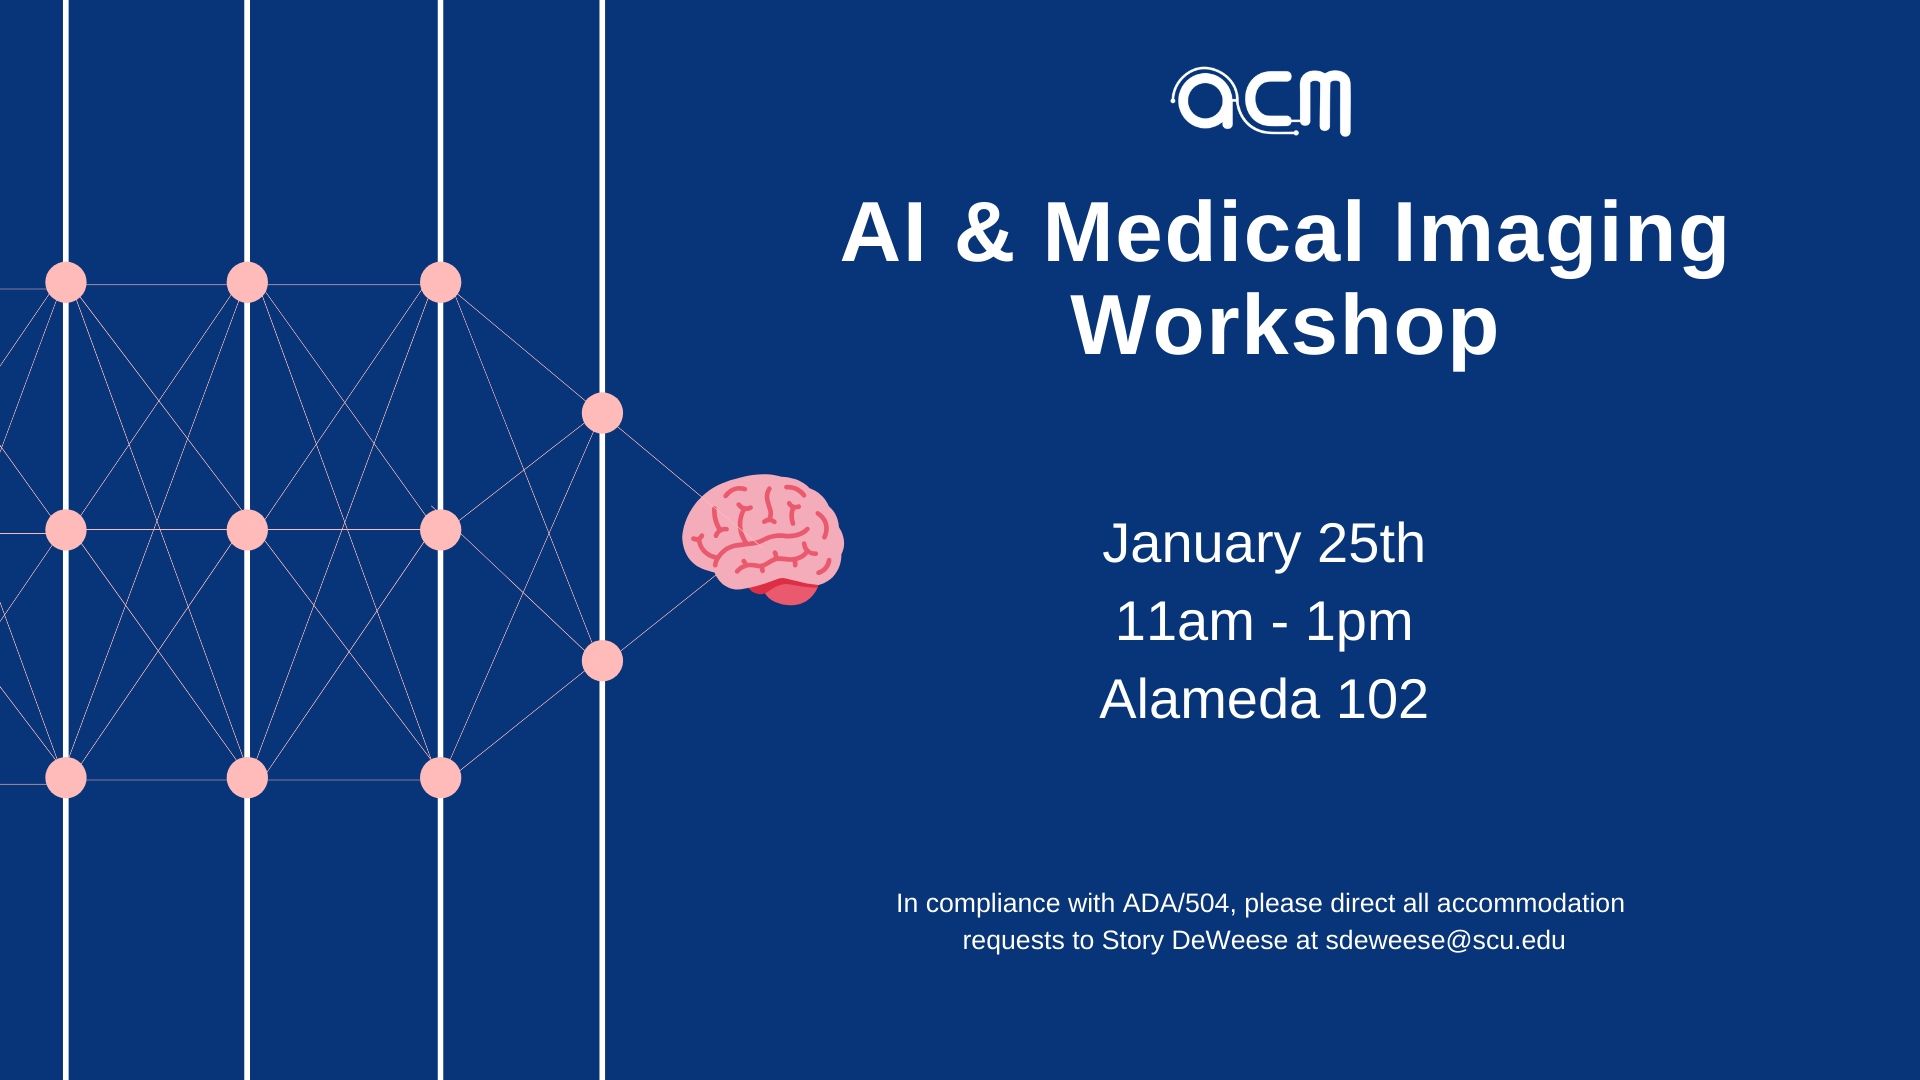 acm
AI & Medical Imaging
Workshop
January 25th
11am - 1pm
Alameda 102
In compliance with ADA/504, please direct all accommodation
requests to Story DeWeese at sdeweese@scu.edu